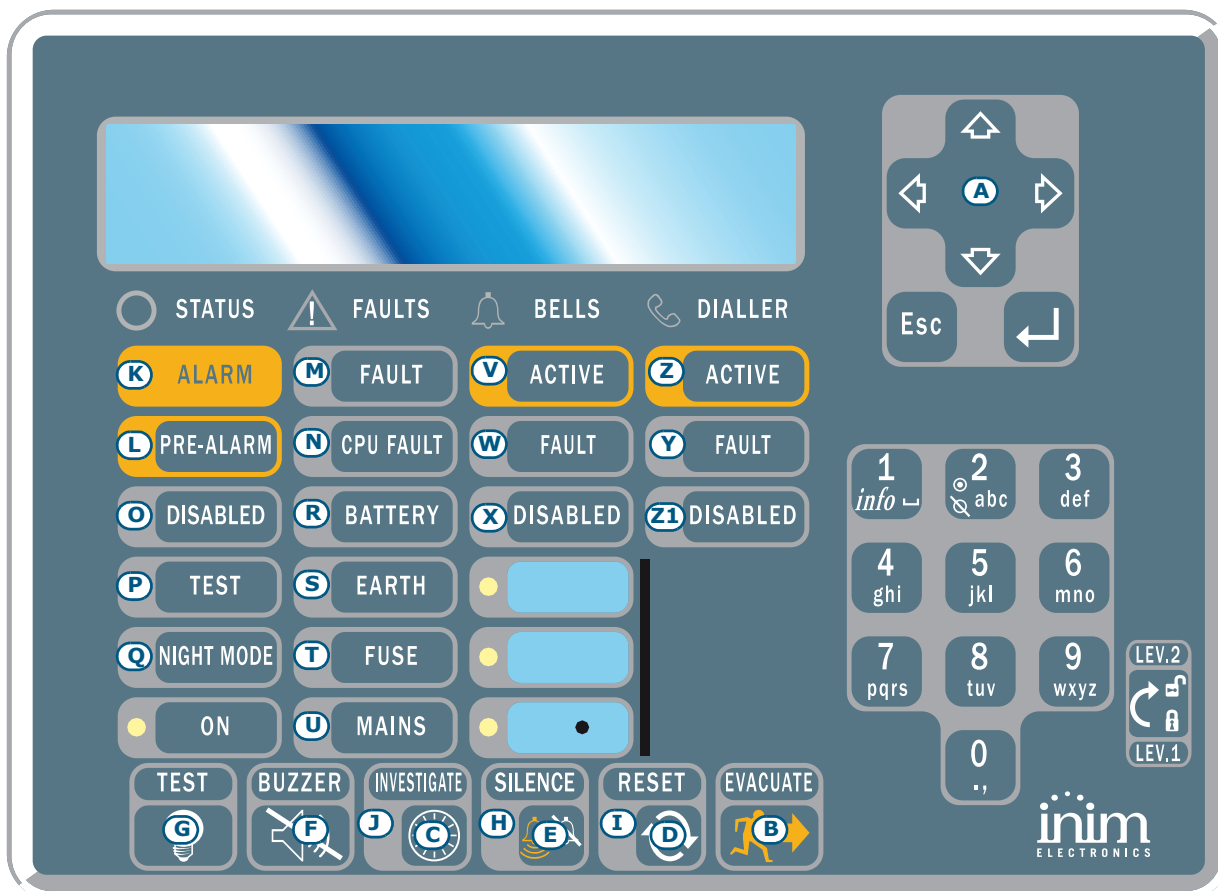 A
STATUS FAULTS BELLS DIALLER
Esc
K ALARM M FAULT V ACTIVE Z ACTIVE
L PRE-ALARM N CPU FAULT W FAULT Y FAULT
O DISABLED R BATTERY X DISABLED Z1 DISABLED
P TEST S EARTH
Q NIGHT MODE T FUSE
ON U MAINS
1 2 3
info abc def
4 5 6
ghi jkl mno
7 8 9
pqrs tuv wxyz
0
.,
LEV.2
LEV.1
TEST BUZZER INVESTIGATE SILENCE RESET EVACUATE
G F J C H E I D B
inim
ELECTRONICS